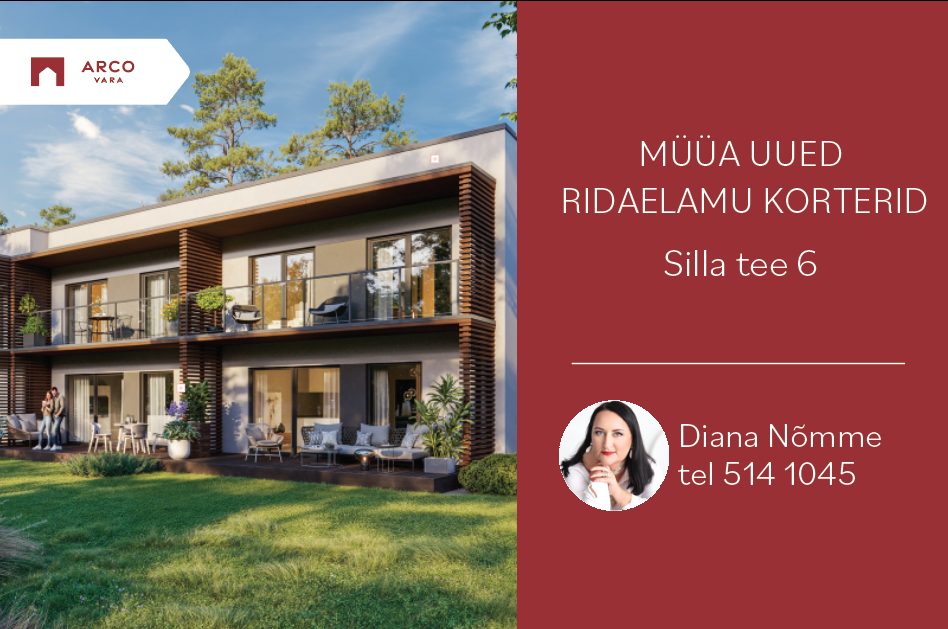 ARCO
VARA
MÜÜA UUED
RIDAELAMU KORTERID
Silla tee 6
Diana Nõmme
tel 514 1045